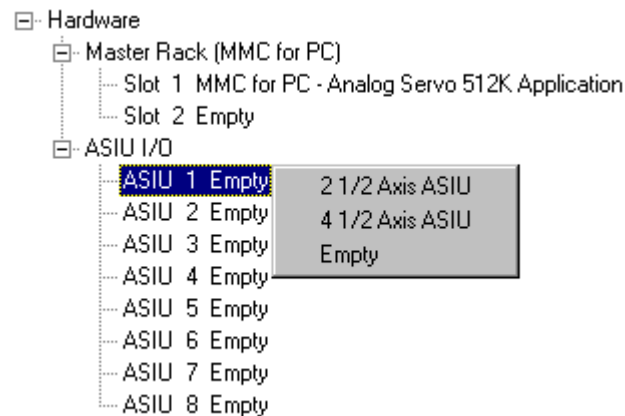 Hardware
Master Rack (MMC for PC)
Slot 1 MMC for PC - Analog Servo 512K Application
Slot 2 Empty
ASIU I/O
ASIU 1 Empty
2 1/2 Axis ASIU
4 1/2 Axis ASIU
Empty
ASIU 2 Empty
ASIU 3 Empty
ASIU 4 Empty
ASIU 5 Empty
ASIU 6 Empty
ASIU 7 Empty
ASIU 8 Empty